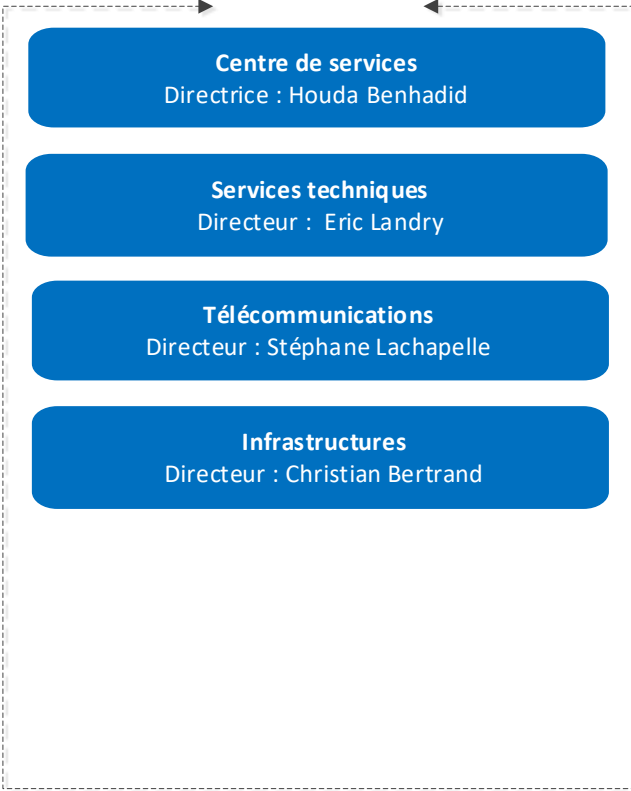 Centre de services
Directrice : Houda Benhadid
Services techniques
Directeur :  Eric Landry
Télécommunications
Directeur : Stéphane Lachapelle
Infrastructures
Directeur : Christian Bertrand